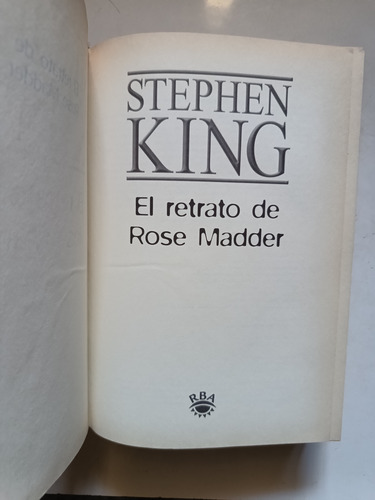 STEPHEN
KING
El retrato de
Rose Madder
RBA